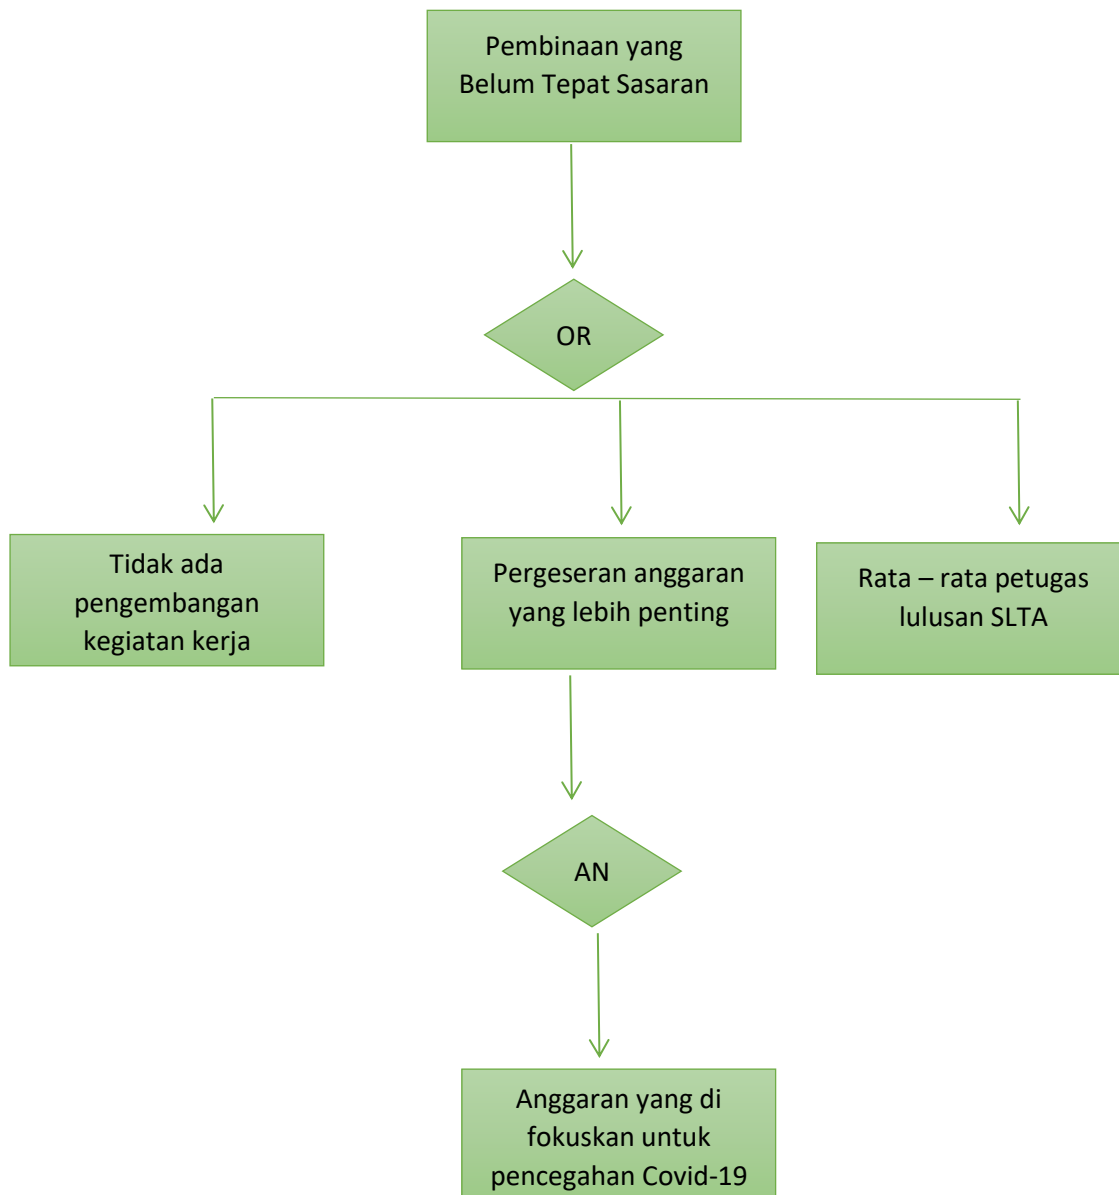 Pembinaan yang
Belum Tepat Sasaran
OR
Tidak ada
pengembangan
kegiatan kerja
Pergeseran anggaran
yang lebih penting
Rata – rata petugas
lulusan SLTA
AN
Anggaran yang di
fokuskan untuk
pencegahan Covid-19